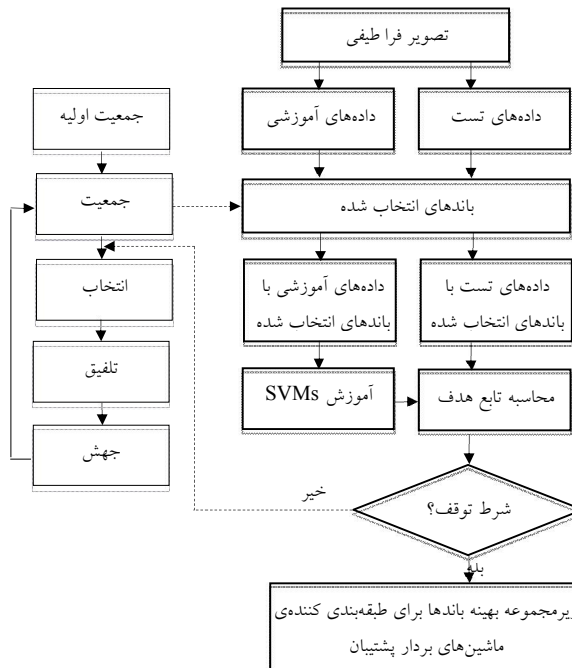 تصویر فرا طیفی
جمعیت اولیه
داده‌های آموزشی
داده‌های تست
جمعیت
باندهای انتخاب شده
انتخاب
داده‌های آموزشی با
باندهای انتخاب شده
داده‌های تست با
باندهای انتخاب شده
تلفیق
آموزش SVMs
محاسبه تابع هدف
جهش
خیر
شرط توقف؟
بله
یرمجموعه بهینه باندها برای طبقه‌بندی کننده‌ی
ماشین‌های بردار پشتیبان